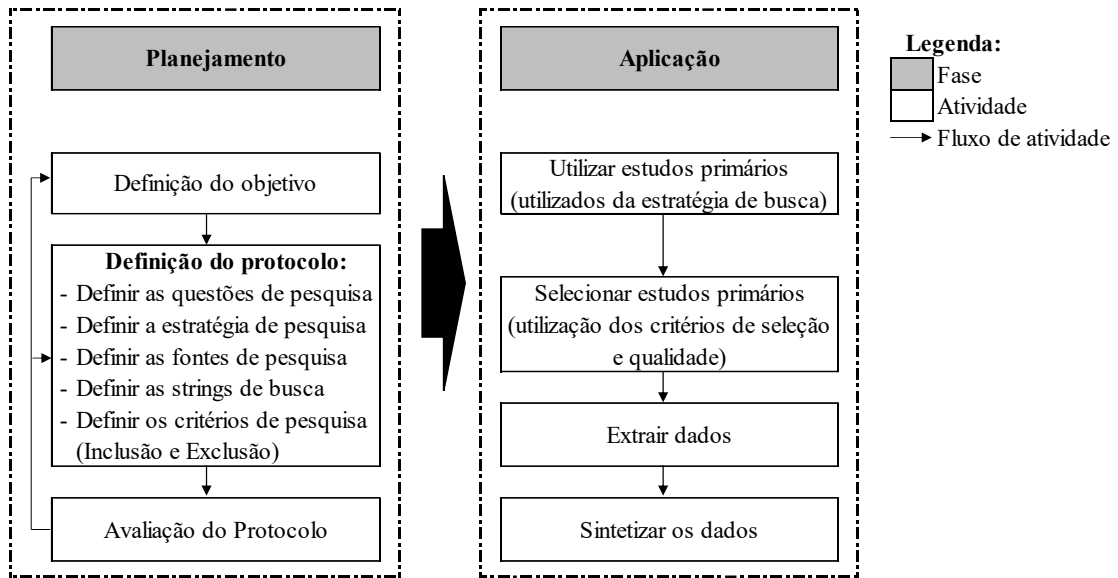 Planejamento
Definição do objetivo
Definição do protocolo:
- Definir as questões de pesquisa
- Definir a estratégia de pesquisa
- Definir as fontes de pesquisa
- Definir as strings de busca
- Definir os critérios de pesquisa
(Inclusão e Exclusão)
Avaliação do Protocolo
Aplicação
Utilizar estudos primários
(utilizados da estratégia de busca)
Selecionar estudos primários
(utilização dos critérios de seleção
e qualidade)
Extrair dados
Sintetizar os dados
Legenda:
Fase
Atividade
Fluxo de atividade